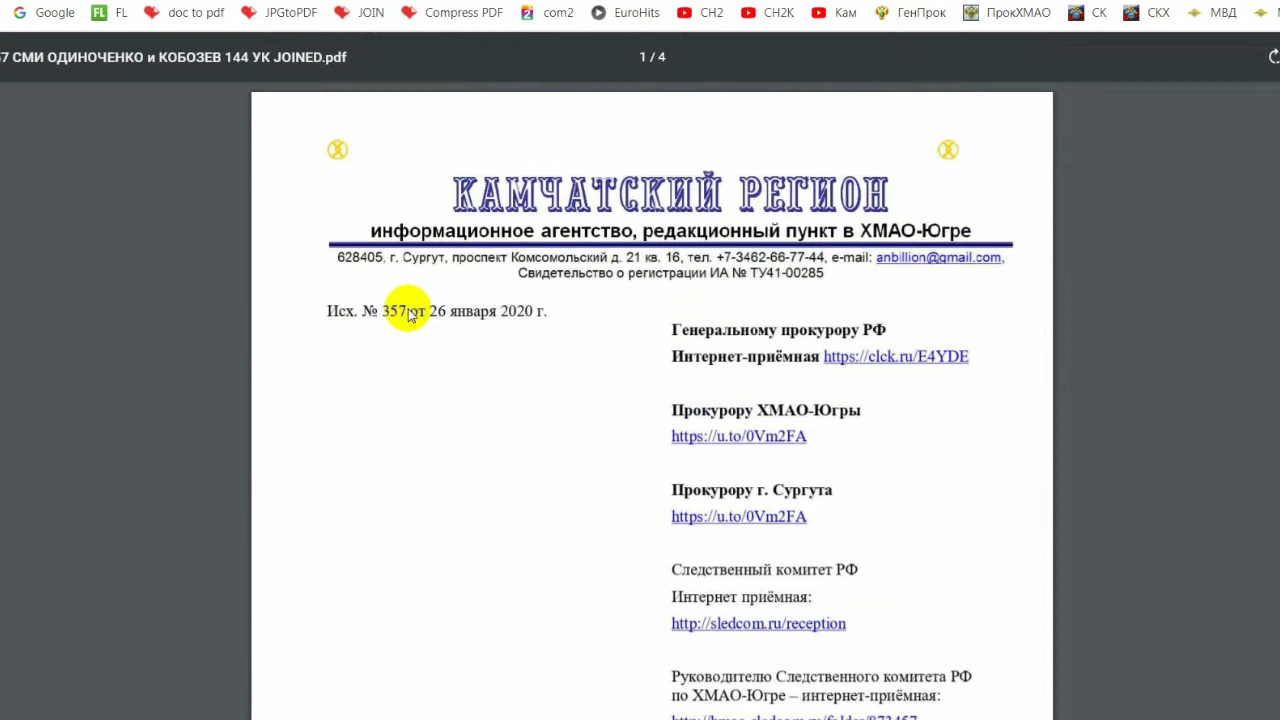 Google FL doc to pdf JPGtoPDF JOIN Compress PDF com2 EuroHits CH2 CH2K Кам ГенПрок ПрокХМАО СК СКХ МВД
57 СМИ ОДИНОЧЕНКО и КОБОЗЕВ 144 УК JOINED.pdf 1 / 4
КАМЧАТСКИЙ РЕГИОН
информационное агентство, редакционный пункт в ХМАО-Югре
628405, г. Сургут, проспект Комсомольский д. 21 кв. 16, тел. +7-3462-66-77-44, e-mail: anbillion@gmail.com,
Свидетельство о регистрации ИА № ТУ41-00285
Исх. № 357 от 26 января 2020 г.
Генеральному прокурору РФ
Интернет-приёмная https://clck.ru/E4YDE
Прокурору ХМАО-Югры
https://u.to/0Vm2FA
Прокурору г. Сургута
https://u.to/0Vm2FA
Следственный комитет РФ
Интернет приёмная:
http://sledcom.ru/reception
Руководителю Следственного комитета РФ
по ХМАО-Югре – интернет-приёмная: